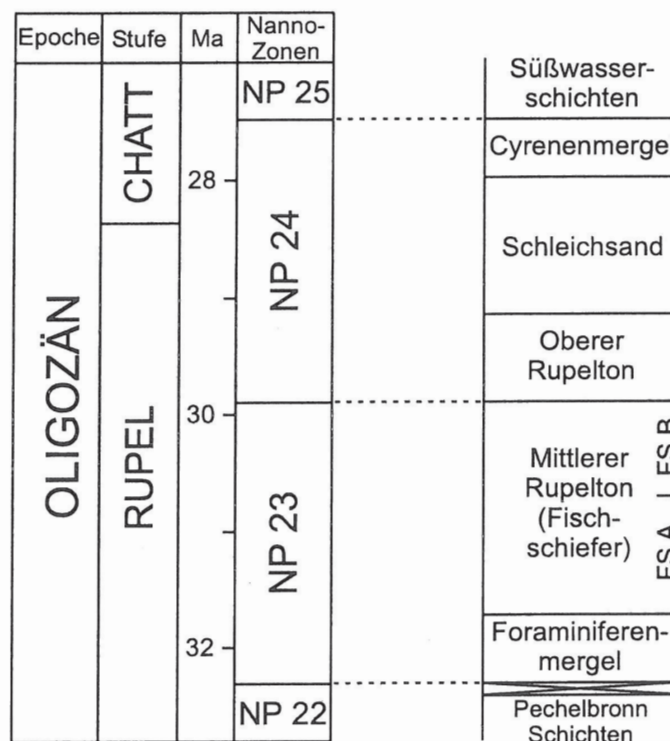 Epoche Stufe Ma Nanno-
Zonen
OLIGOZÄN
CHATT
RUPEL
28
30
32
NP 25
NP 24
NP 23
NP 22
Süßwasser-
schichten
Cyrenenmerge
Schleichsand
Oberer
Rupelton
Mittlerer
Rupelton
(Fisch-
schiefer)
Foraminiferen-
mergel
Pechelbronn
Schichten